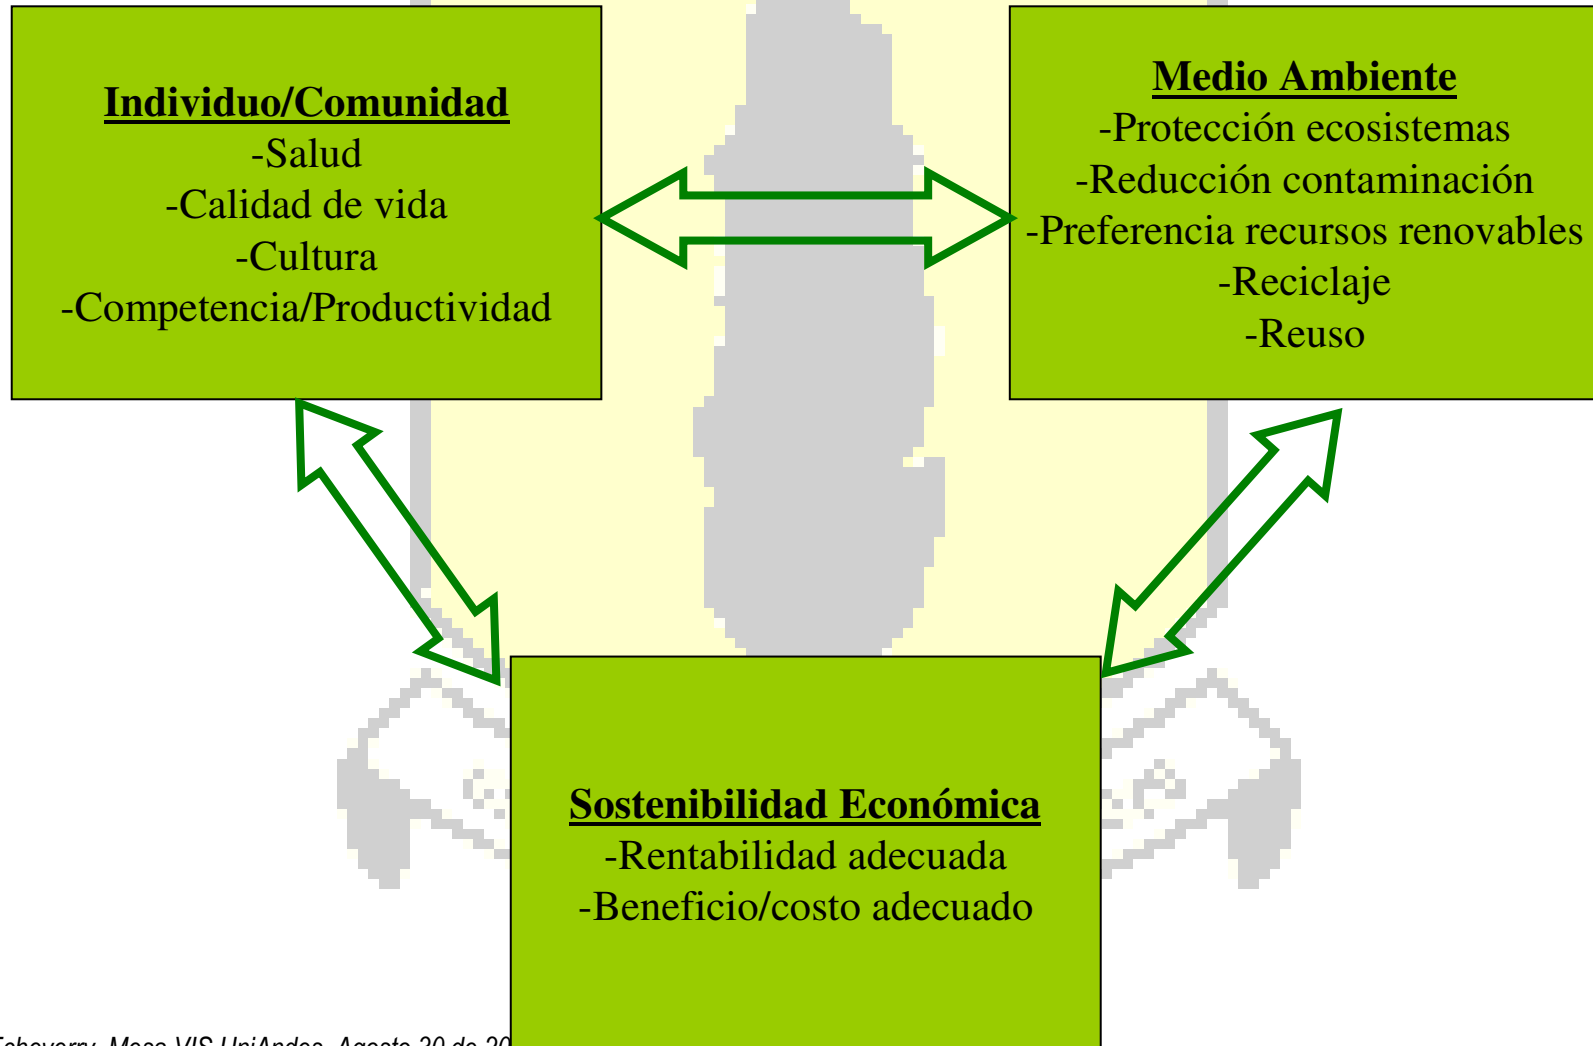 Individuo/Comunidad
-Salud
-Calidad de vida
-Cultura
-Competencia/Productividad
Medio Ambiente
-Protección ecosistemas
-Reducción contaminación
-Preferencia recursos renovables
-Reciclaje
-Reuso
Sostenibilidad Económica
-Rentabilidad adecuada
-Beneficio/costo adecuado
Mesa VIS UniAndes, Agosto 30 de